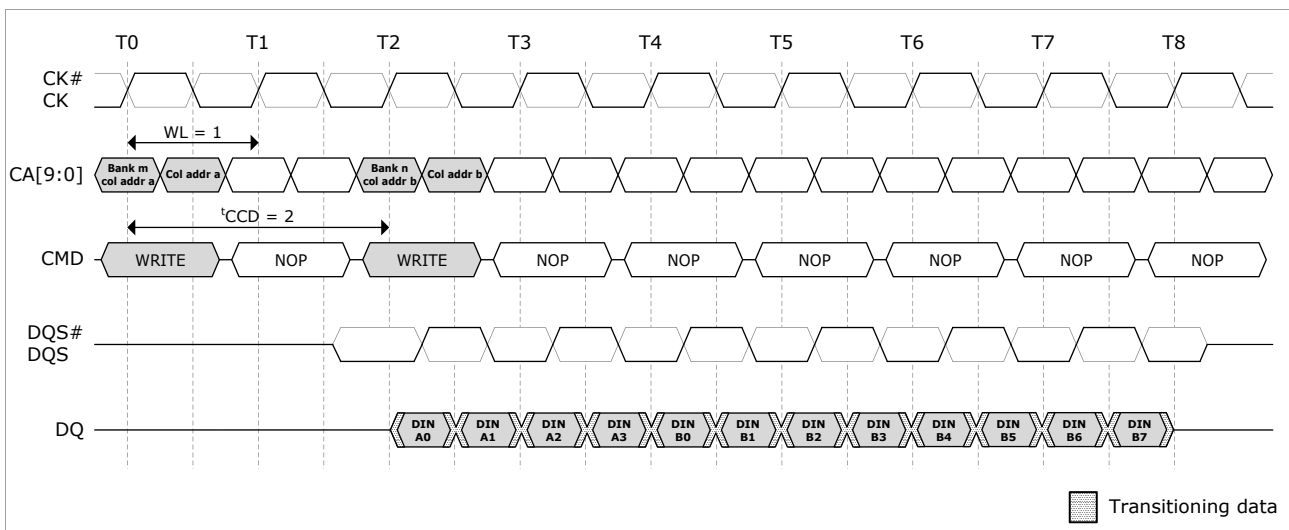 T0 T1 T2 T3 T4 T5 T6 T7 T8
CK#
CK
WL = 1
CA[9:0]
Bank m
col addr a
Col addr a
Bank n
col addr b
Col addr b
tCCD = 2
CMD WRITE NOP WRITE NOP NOP NOP NOP NOP NOP
DQS#
DQS
DQ
DIN
A0
DIN
A1
DIN
A2
DIN
A3
DIN
B0
DIN
B1
DIN
B2
DIN
B3
DIN
B4
DIN
B5
DIN
B6
DIN
B7
Transitioning data